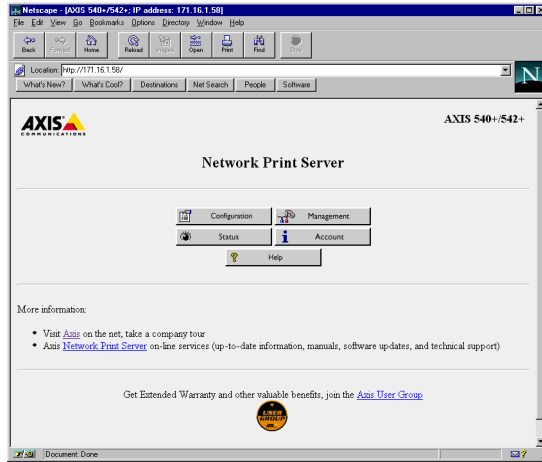 Netscape - [AXIS 540+/542+; IP address: 171.16.1.58]
File Edit View Go Bookmarks Options Directory Window Help
Back Forward Home Reload Images Open Print Find Stop
Location: http://171.16.1.58/
What's New? What's Cool? Destinations Net Search People Software
N
AXIS
COMMUNICATIONS
AXIS 540+/542+
Network Print Server
Configuration Management
Status Account
Help
More information:
Visit Axis on the net, take a company tour
Axis Network Print Server on-line services (up-to-date information, manuals, software updates, and technical support)
Get Extended Warranty and other valuable benefits, join the Axis User Group
USER
GROUP
Document: Done